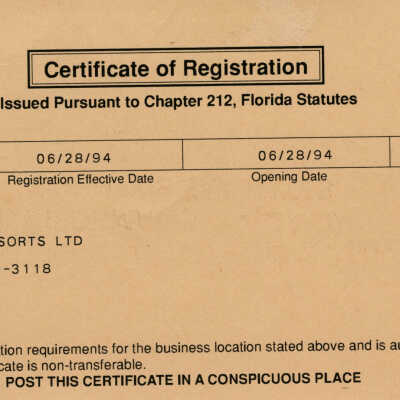 Certificate of Registration
Issued Pursuant to Chapter 212, Florida Statutes
06/28/94 06/28/94
Registration Effective Date Opening Date
SORTS LTD
-3118
tion requirements for the business location stated above and is au
cate is non-transferable.
POST THIS CERTIFICATE IN A CONSPICUOUS PLACE